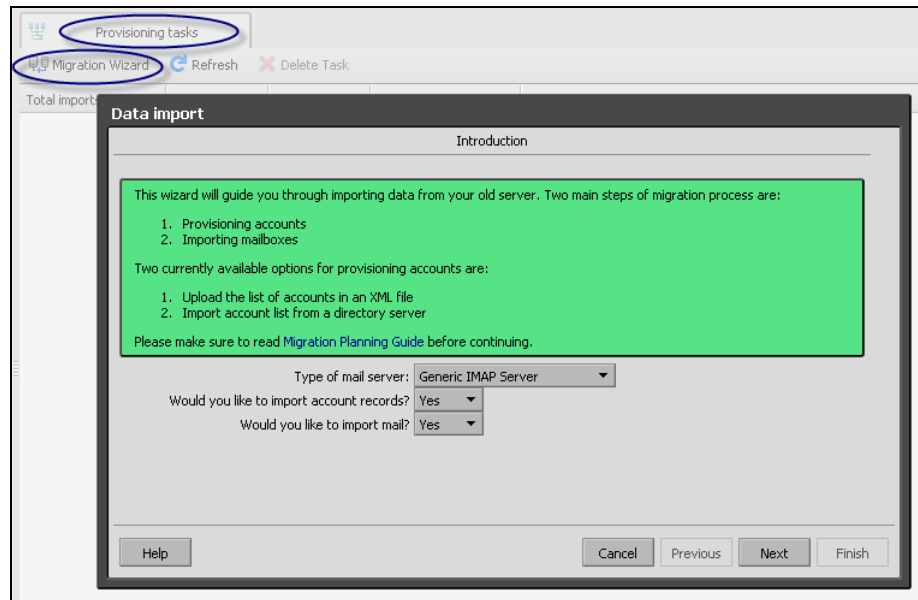 Provisioning tasks
Migration Wizard Refresh Delete Task
Total imports
Data import
Introduction
This wizard will guide you through importing data from your old server. Two main steps of migration process are:
1. Provisioning accounts
2. Importing mailboxes
Two currently available options for provisioning accounts are:
1. Upload the list of accounts in an XML file
2. Import account list from a directory server
Please make sure to read Migration Planning Guide before continuing.
Type of mail server: Generic IMAP Server
Would you like to import account records? Yes
Would you like to import mail? Yes
Help Cancel Previous Next Finish